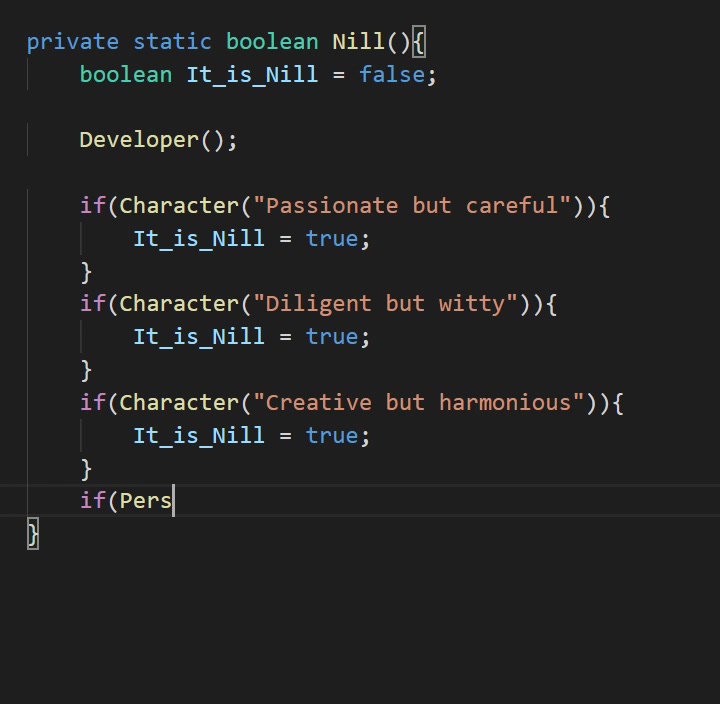 private static boolean Nill(){
    boolean It_is_Nill = false;

    Developer();

    if(Character("Passionate but careful")){
        It_is_Nill = true;
    }
    if(Character("Diligent but witty")){
        It_is_Nill = true;
    }
    if(Character("Creative but harmonious")){
        It_is_Nill = true;
    }
    if(Pers
}